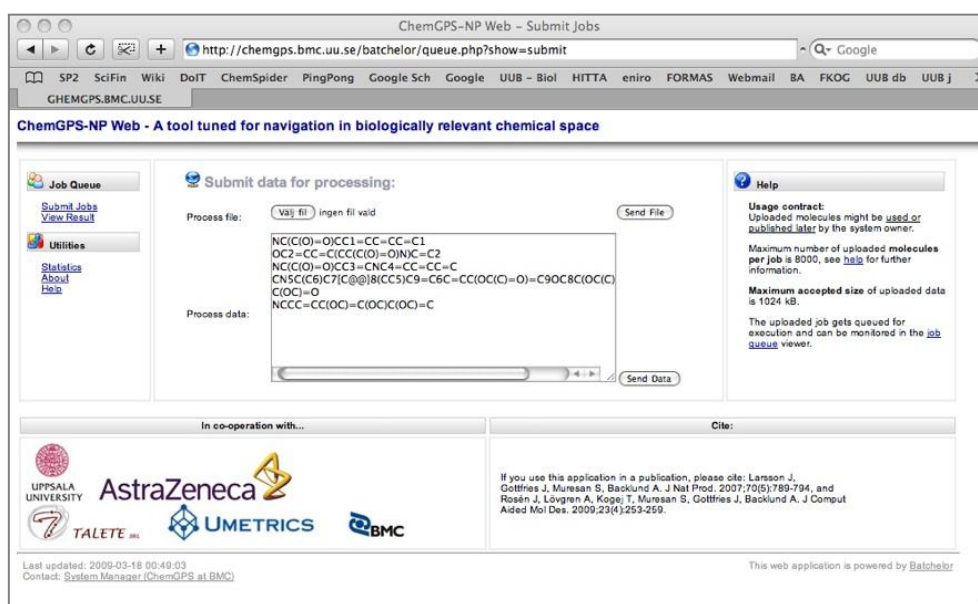 ChemGPS-NP Web – Submit Jobs
http://chemgps.bmc.uu.se/batchelor/queue.php?show=submit
Google
SP2 SciFin Wiki DoIT ChemSpider PingPong Google Sch Google UUB – Biol HITTA eniro FORMAS Webmail BA FKOG UUB db UUB j
GHEMGPS.BMC.UU.SE
ChemGPS-NP Web - A tool tuned for navigation in biologically relevant chemical space
Job Queue
Submit Jobs
View Result
Utilities
Statistics
About
Help
Submit data for processing:
Process file:
Välj fil ingen fil vald
Send File
Process data:
NC(C(O)=O)CC1=CC=CC=C1
OC2=CC=C(CC(C(O)=O)N)C=C2
NC(C(O)=O)CC3=CNC4=CC=CC=C
CN5C(C6)C7[C@@]8(CC5)C9=C6C=CC(OC(C)=O)=C9OC8C(OC(C)
C(OC)=O
NCCC=CC(OC)=C(OC)C(OC)=C
Send Data
Help
Usage contract:
Uploaded molecules might be used or
published later by the system owner.
Maximum number of uploaded molecules
per job is 8000, see help for further
information.
Maximum accepted size of uploaded data
is 1024 kB.
The uploaded job gets queued for
execution and can be monitored in the job
queue viewer.
In co-operation with...
UPPSALA
UNIVERSITY
AstraZeneca
TALETE SRL
UMETRICS
BMC
Cite:
If you use this application in a publication, please cite: Larsson J,
Gottfries J, Muresan S, Backlund A. J Nat Prod. 2007;70(5):789-794, and
Rosén J, Lövgren A, Kogej T, Muresan S, Gottfries J, Backlund A. J Comput
Aided Mol Des. 2009;23(4):253-259.
Last updated: 2009-03-18 00:49:03
Contact: System Manager (ChemGPS at BMC)
This web application is powered by Batchelor